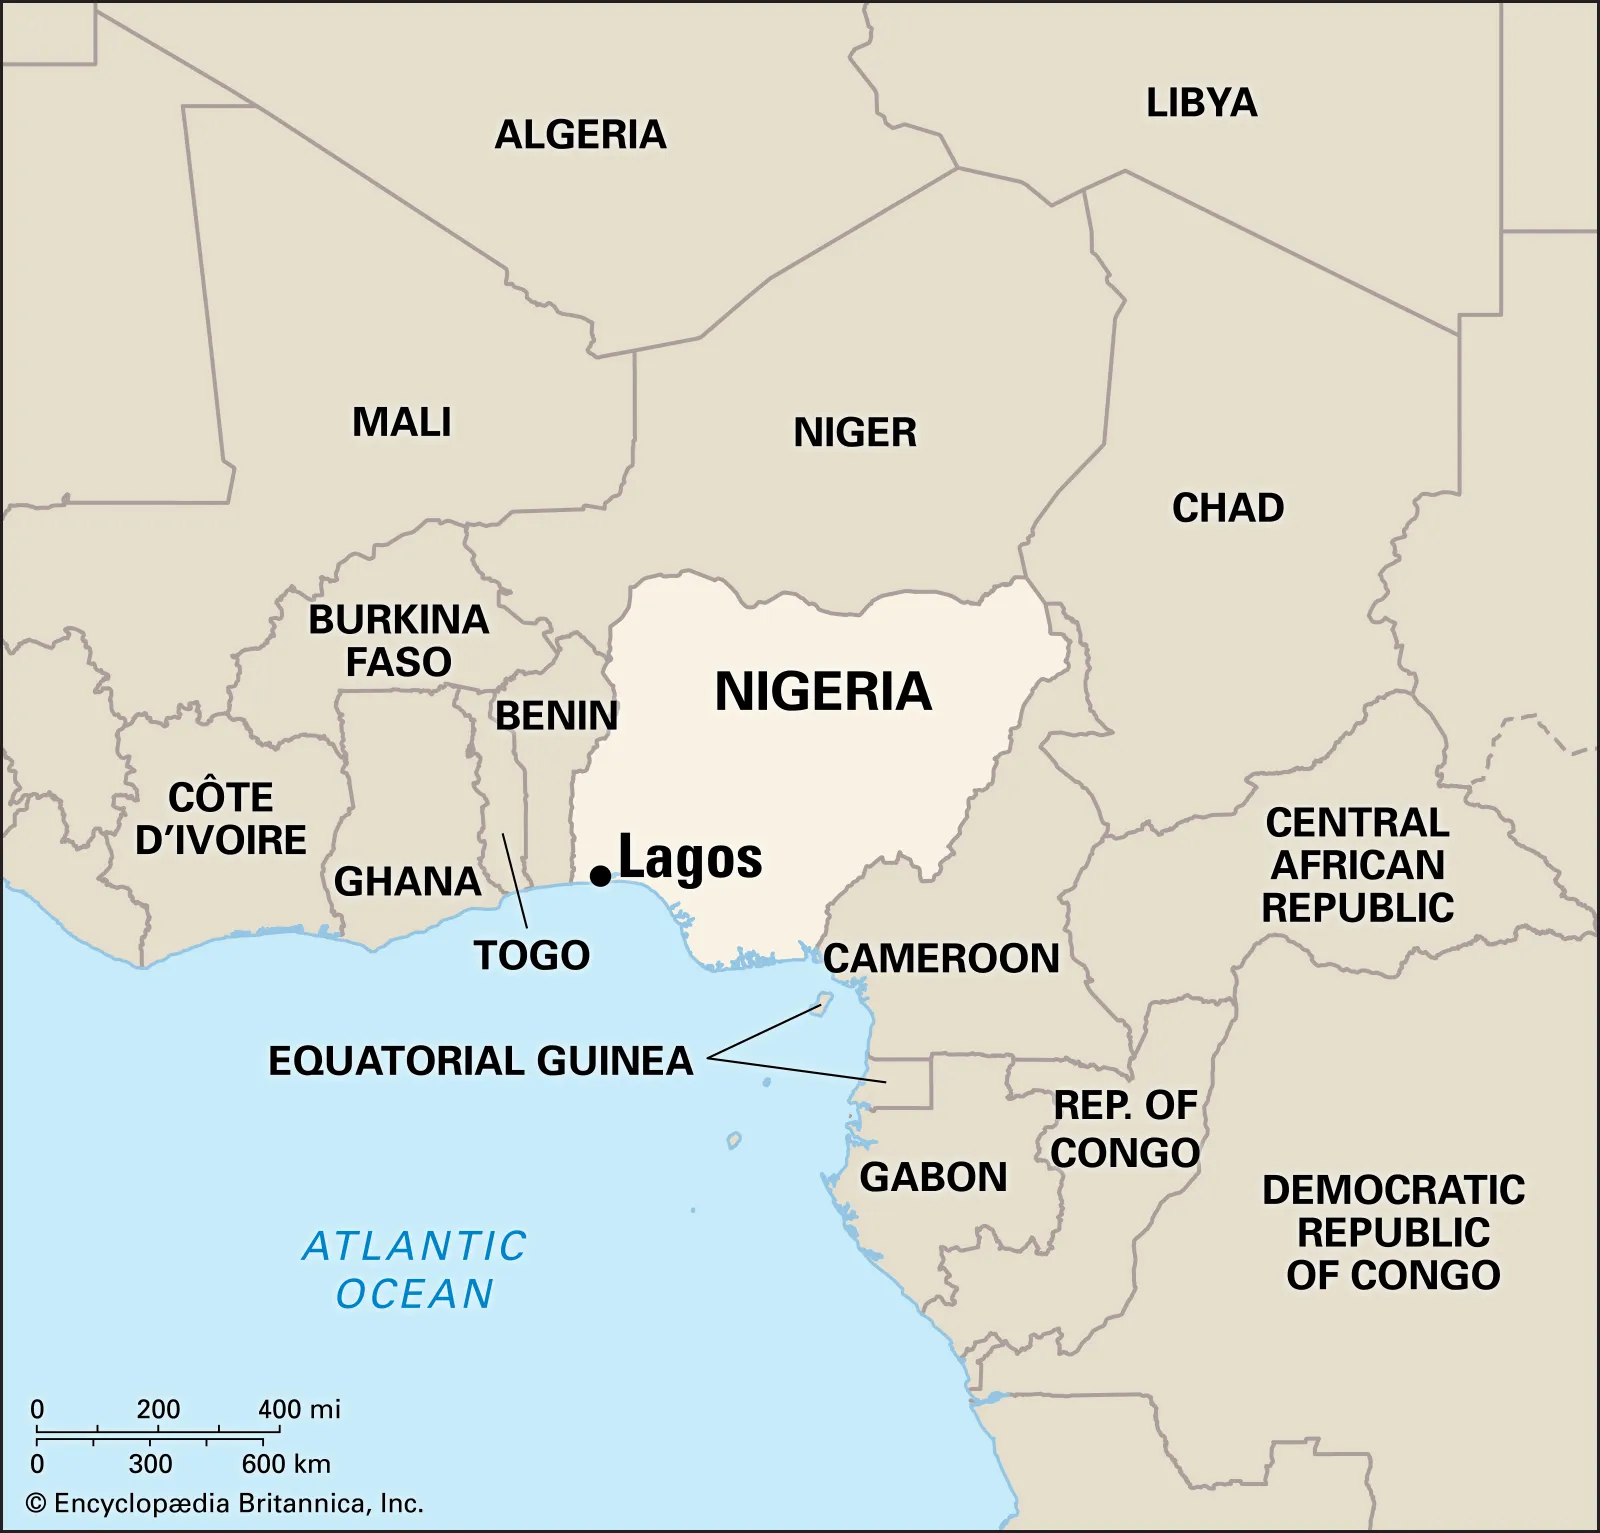 LIBYA
ALGERIA
MALI
NIGER
CHAD
BURKINA
FASO
NIGERIA
BENIN
CÔTE
D'IVOIRE
GHANA
Lagos
CENTRAL
AFRICAN
REPUBLIC
TOGO
CAMEROON
EQUATORIAL GUINEA
REP. OF
CONGO
GABON
DEMOCRATIC
REPUBLIC
OF CONGO
ATLANTIC
OCEAN
0 200 400 mi
0 300 600 km
© Encyclopædia Britannica, Inc.